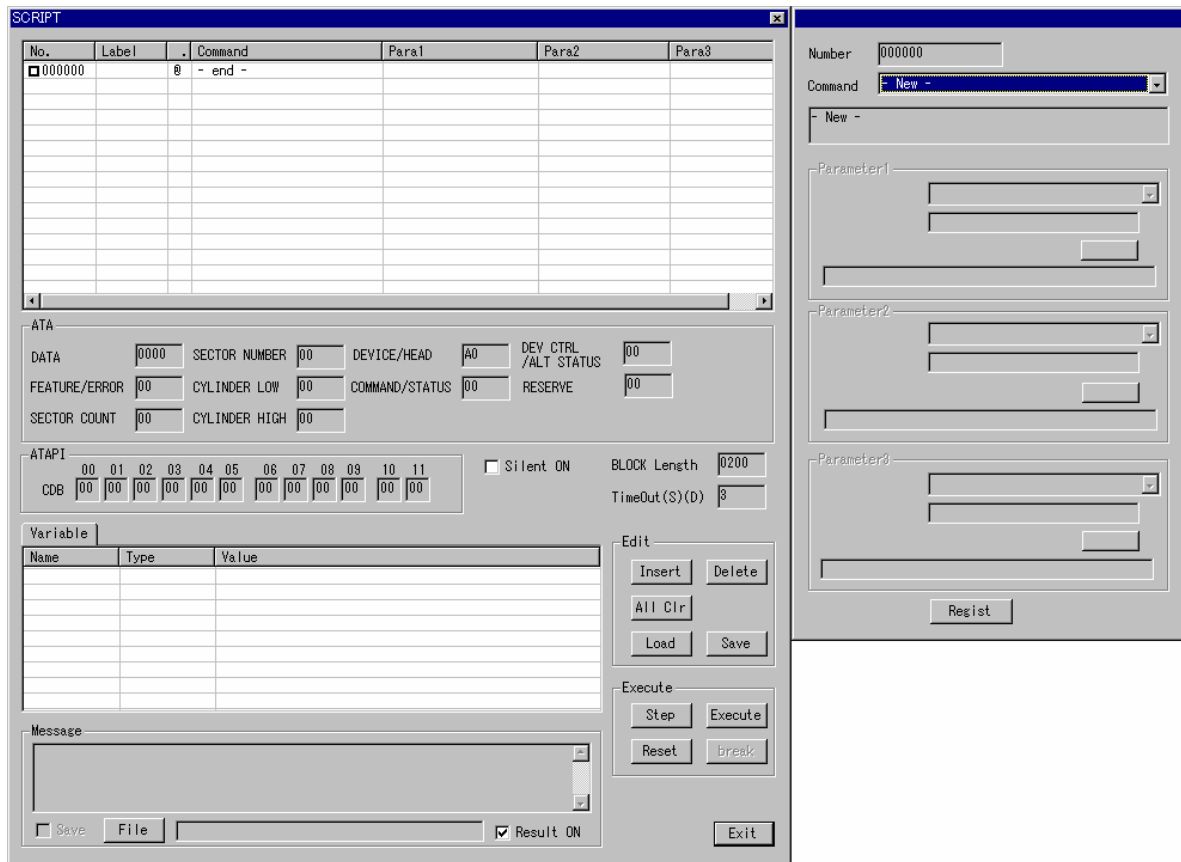 SCRIPT
No. Label . Command Para1 Para2 Para3
000000 @ - end -
ATA
DATA 0000 SECTOR NUMBER 00 DEVICE/HEAD A0 DEV CTRL /ALT STATUS 00
FEATURE/ERROR 00 CYLINDER LOW 00 COMMAND/STATUS 00 RESERVE 00
SECTOR COUNT 00 CYLINDER HIGH 00
ATAPI
00 01 02 03 04 05 06 07 08 09 10 11
CDB 00 00 00 00 00 00 00 00 00 00 00 00
Silent ON
BLOCK Length 0200
TimeOut(S)(D) 3
Variable
Name Type Value
Edit
Insert Delete
All Clr
Load Save
Execute
Step Execute
Reset break
Message
Save File Result ON
Exit
Number 000000
Command - New -
- New -
Parameter1
Parameter2
Parameter3
Regist